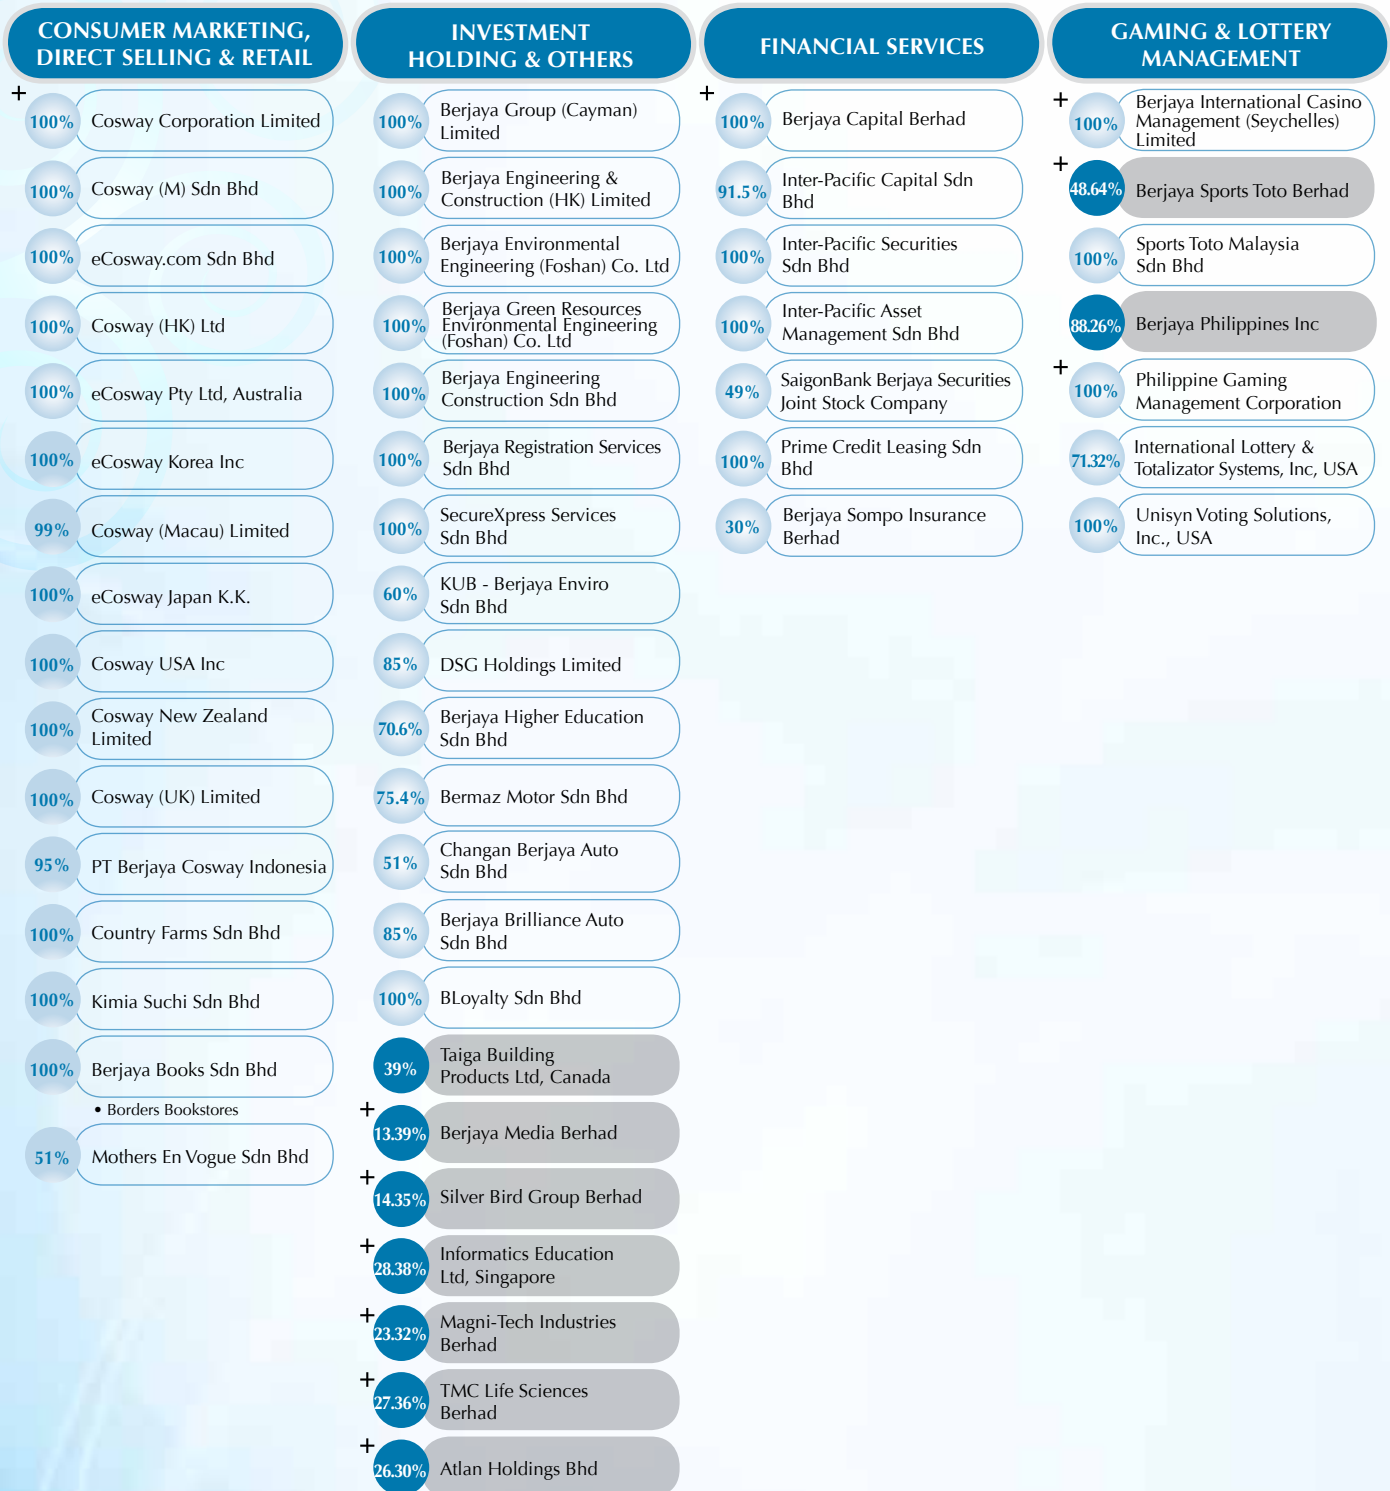 CONSUMER MARKETING,
DIRECT SELLING & RETAIL
+
100% Cosway Corporation Limited
100% Cosway (M) Sdn Bhd
100% eCosway.com Sdn Bhd
100% Cosway (HK) Ltd
100% eCosway Pty Ltd, Australia
100% eCosway Korea Inc
99% Cosway (Macau) Limited
100% eCosway Japan K.K.
100% Cosway USA Inc
100% Cosway New Zealand
Limited
100% Cosway (UK) Limited
95% PT Berjaya Cosway Indonesia
100% Country Farms Sdn Bhd
100% Kimia Suchi Sdn Bhd
100% Berjaya Books Sdn Bhd
• Borders Bookstores
51% Mothers En Vogue Sdn Bhd
INVESTMENT
HOLDING & OTHERS
100% Berjaya Group (Cayman)
Limited
100% Berjaya Engineering &
Construction (HK) Limited
100% Berjaya Environmental
Engineering (Foshan) Co. Ltd
100% Berjaya Green Resources
Environmental Engineering
(Foshan) Co. Ltd
100% Berjaya Engineering
Construction Sdn Bhd
100% Berjaya Registration Services
Sdn Bhd
100% SecureXpress Services
Sdn Bhd
60% KUB - Berjaya Enviro
Sdn Bhd
85% DSG Holdings Limited
70.6% Berjaya Higher Education
Sdn Bhd
75.4% Bermaz Motor Sdn Bhd
51% Changan Berjaya Auto
Sdn Bhd
85% Berjaya Brilliance Auto
Sdn Bhd
100% BLoyalty Sdn Bhd
39% Taiga Building
Products Ltd, Canada
+
13.39% Berjaya Media Berhad
+
14.35% Silver Bird Group Berhad
+
28.38% Informatics Education
Ltd, Singapore
+
23.32% Magni-Tech Industries
Berhad
+
27.36% TMC Life Sciences
Berhad
+
26.30% Atlan Holdings Bhd
FINANCIAL SERVICES
+
100% Berjaya Capital Berhad
91.5% Inter-Pacific Capital Sdn
Bhd
100% Inter-Pacific Securities
Sdn Bhd
100% Inter-Pacific Asset
Management Sdn Bhd
49% SaigonBank Berjaya Securities
Joint Stock Company
100% Prime Credit Leasing Sdn
Bhd
30% Berjaya Sompo Insurance
Berhad
GAMING & LOTTERY
MANAGEMENT
+
100% Berjaya International Casino
Management (Seychelles)
Limited
+
48.64% Berjaya Sports Toto Berhad
100% Sports Toto Malaysia
Sdn Bhd
88.26% Berjaya Philippines Inc
+
100% Philippine Gaming
Management Corporation
71.32% International Lottery &
Totalizator Systems, Inc, USA
100% Unisyn Voting Solutions,
Inc., USA